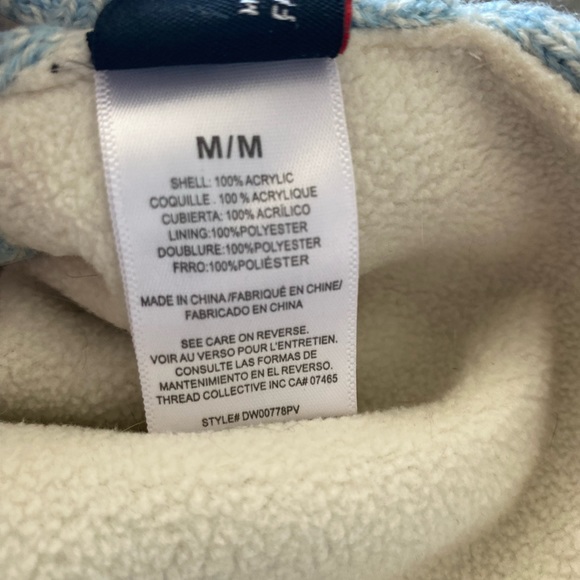 M/M
SHELL: 100% ACRYLIC
COQUILLE . 100 % ACRYLIQUE
CUBIERTA: 100% ACRÍLICO
LINING:100%POLYESTER
DOUBLURE:100%POLYESTER
FRRO:100%POLIÉSTER
MADE IN CHINA/FABRIQUÉ EN CHINE/
FABRICADO EN CHINA
SEE CARE ON REVERSE.
VOIR AU VERSO POUR L'ENTRETIEN.
CONSULTE LAS FORMAS DE
MANTENIMIENTO EN EL REVERSO.
THREAD COLLECTIVE INC CA# 07465
STYLE# DW00778PV